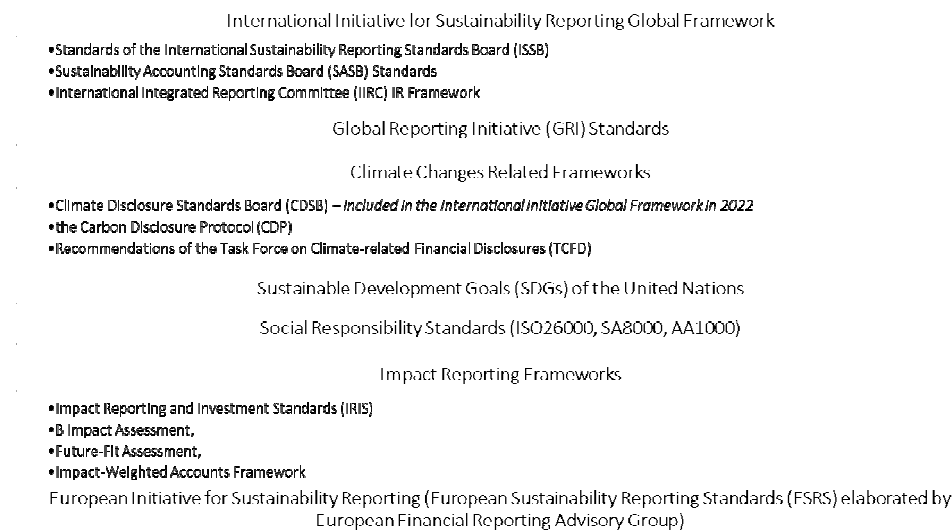 International Initiative for Sustainability Reporting Global Framework
•Standards of the International Sustainability Reporting Standards Board (ISSB)
•Sustainability Accounting Standards Board (SASB) Standards
•International Integrated Reporting Committee (IIRC) IR Framework
Global Reporting Initiative (GRI) Standards
Climate Changes Related Frameworks
•Climate Disclosure Standards Board (CDSB) – included in the International Initiative Global Framework in 2022
•the Carbon Disclosure Protocol (CDP)
•Recommendations of the Task Force on Climate-related Financial Disclosures (TCFD)
Sustainable Development Goals (SDGs) of the United Nations
Social Responsibility Standards (ISO26000, SA8000, AA1000)
Impact Reporting Frameworks
•Impact Reporting and Investment Standards (IRIS)
•B Impact Assessment,
•Future-Fit Assessment,
•Impact-Weighted Accounts Framework
European Initiative for Sustainability Reporting (European Sustainability Reporting Standards (ESRS) elaborated by
European Financial Reporting Advisory Group)